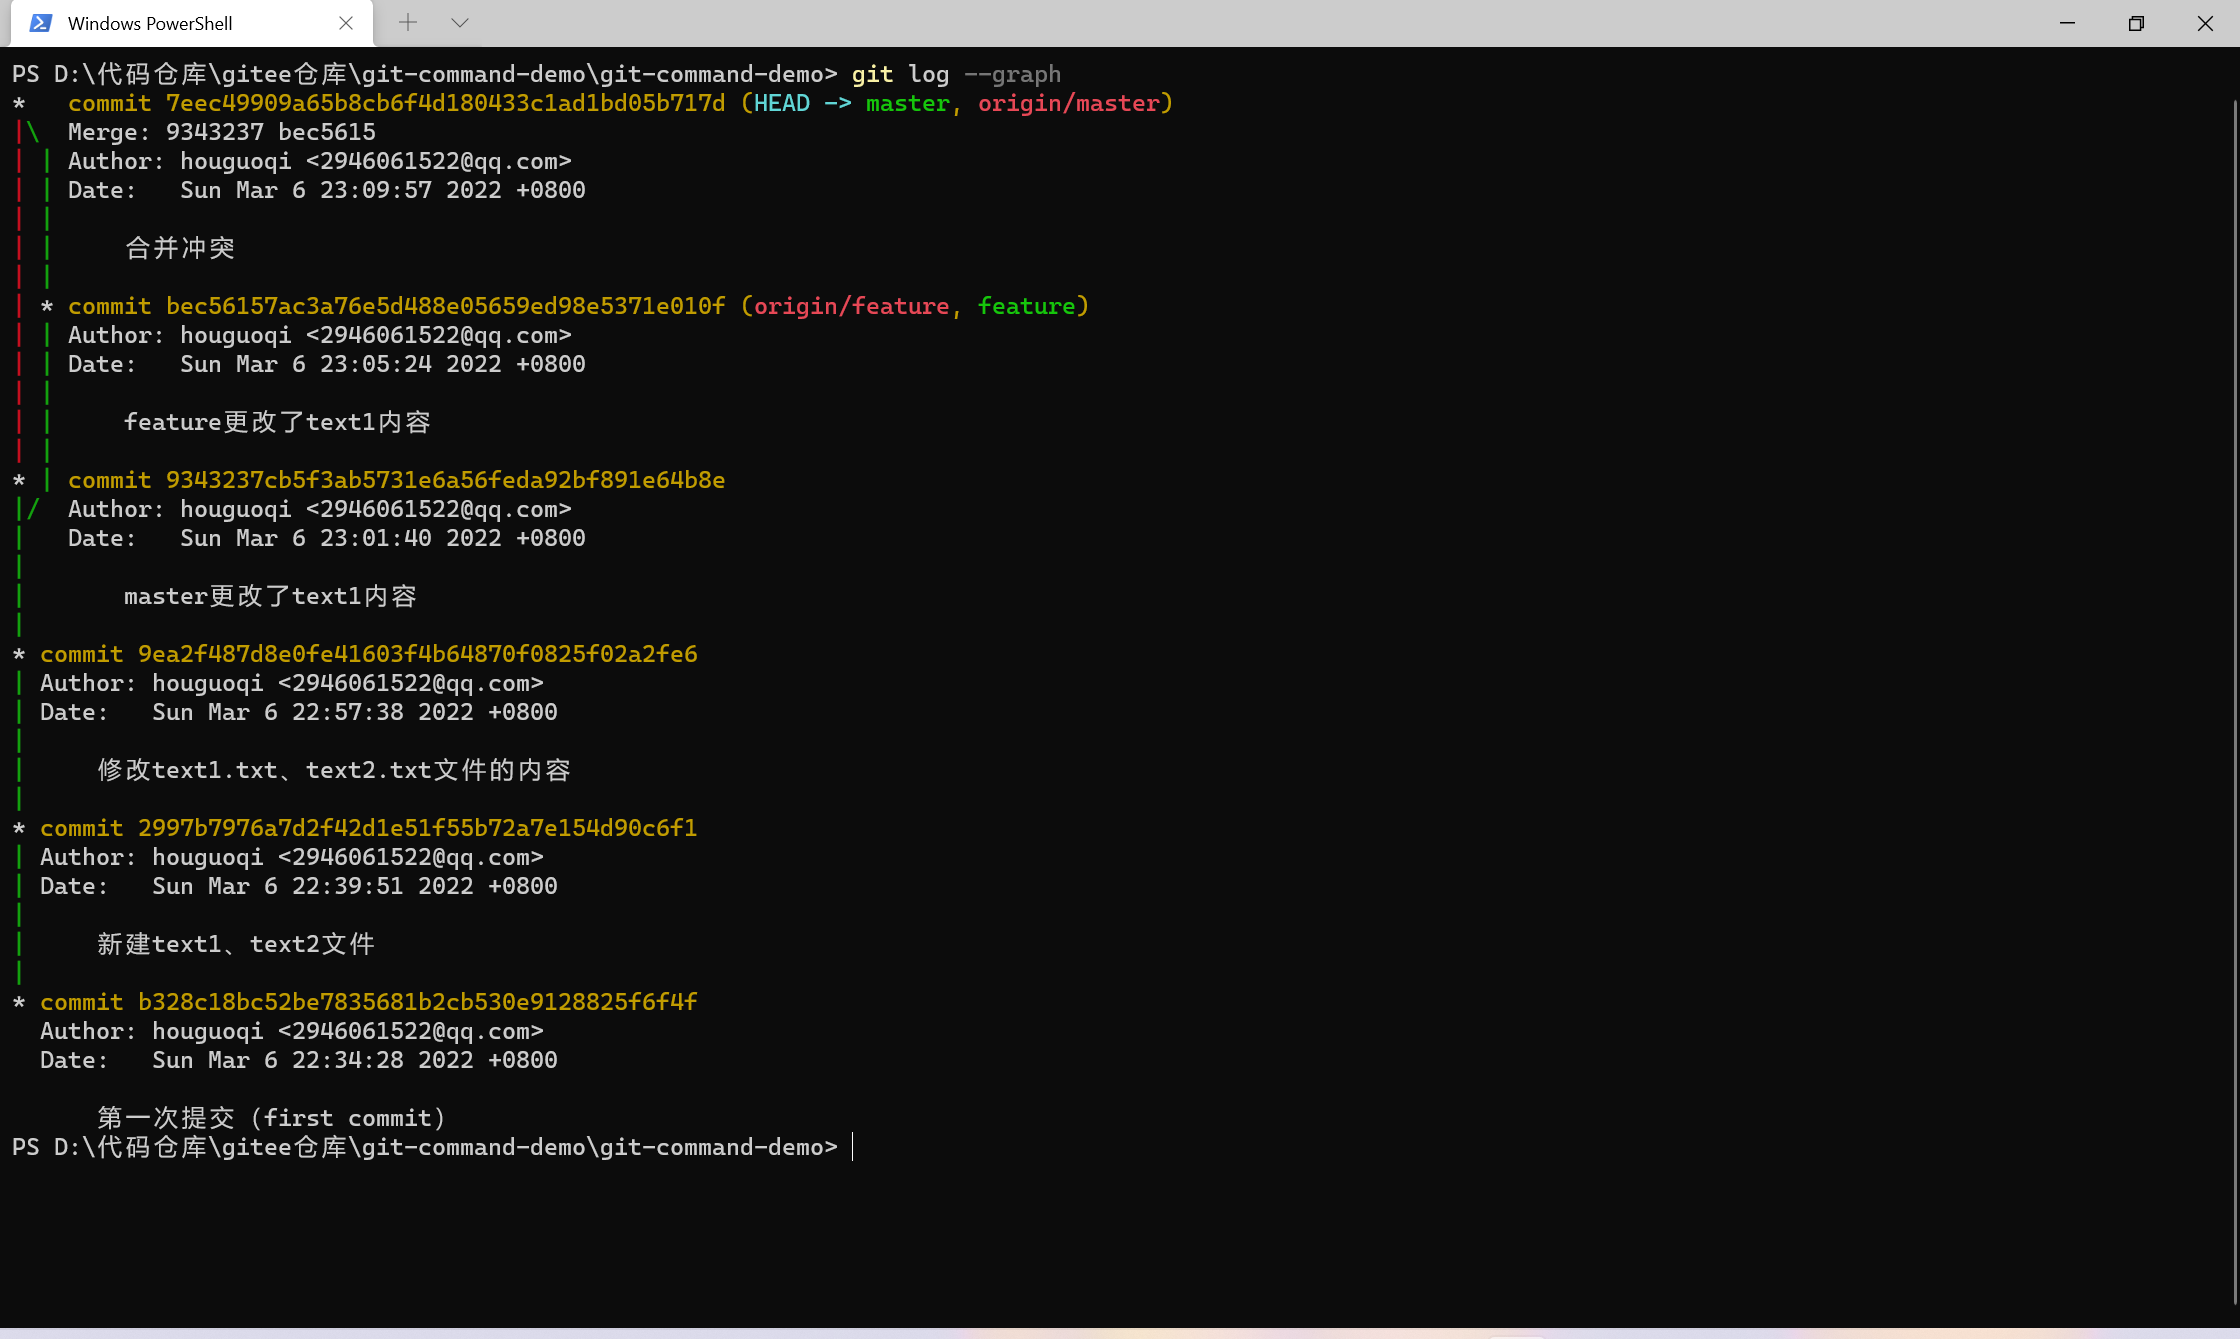 Windows PowerShell
PS D:\代码仓库\gitee仓库\git-command-demo\git-command-demo> git log --graph
*   commit 7eec49909a65b8cb6f4d180433c1ad1bd05b717d (HEAD -> master, origin/master)
|\  Merge: 9343237 bec5615
| | Author: houguoqi <2946061522@qq.com>
| | Date:   Sun Mar 6 23:09:57 2022 +0800
| |
| |     合并冲突
| |
| * commit bec56157ac3a76e5d488e05659ed98e5371e010f (origin/feature, feature)
| | Author: houguoqi <2946061522@qq.com>
| | Date:   Sun Mar 6 23:05:24 2022 +0800
| |
| |     feature更改了text1内容
| |
* | commit 9343237cb5f3ab5731e6a56feda92bf891e64b8e
|/  Author: houguoqi <2946061522@qq.com>
|   Date:   Sun Mar 6 23:01:40 2022 +0800
|
|       master更改了text1内容
|
* commit 9ea2f487d8e0fe41603f4b64870f0825f02a2fe6
| Author: houguoqi <2946061522@qq.com>
| Date:   Sun Mar 6 22:57:38 2022 +0800
|
|     修改text1.txt、text2.txt文件的内容
|
* commit 2997b7976a7d2f42d1e51f55b72a7e154d90c6f1
| Author: houguoqi <2946061522@qq.com>
| Date:   Sun Mar 6 22:39:51 2022 +0800
|
|     新建text1、text2文件
|
* commit b328c18bc52be7835681b2cb530e9128825f6f4f
  Author: houguoqi <2946061522@qq.com>
  Date:   Sun Mar 6 22:34:28 2022 +0800

      第一次提交（first commit）
PS D:\代码仓库\gitee仓库\git-command-demo\git-command-demo>